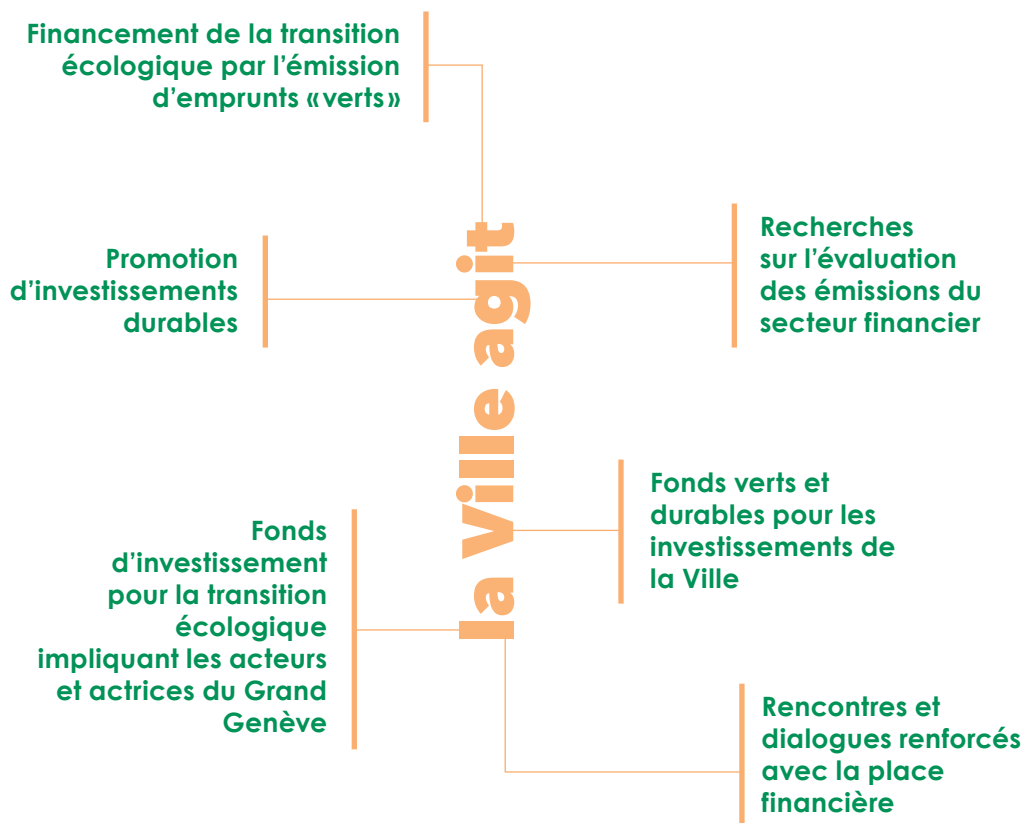 Financement de la transition
écologique par l’émission
d’emprunts «verts»
Promotion
d’investissements
durables
Recherches
sur l’évaluation
des émissions du
secteur financier
la Ville agit
Fonds verts et
durables pour les
investissements de
la Ville
Fonds
d’investissement
pour la transition
écologique
impliquant les acteurs
et actrices du Grand
Genève
Rencontres et
dialogues renforcés
avec la place
financière